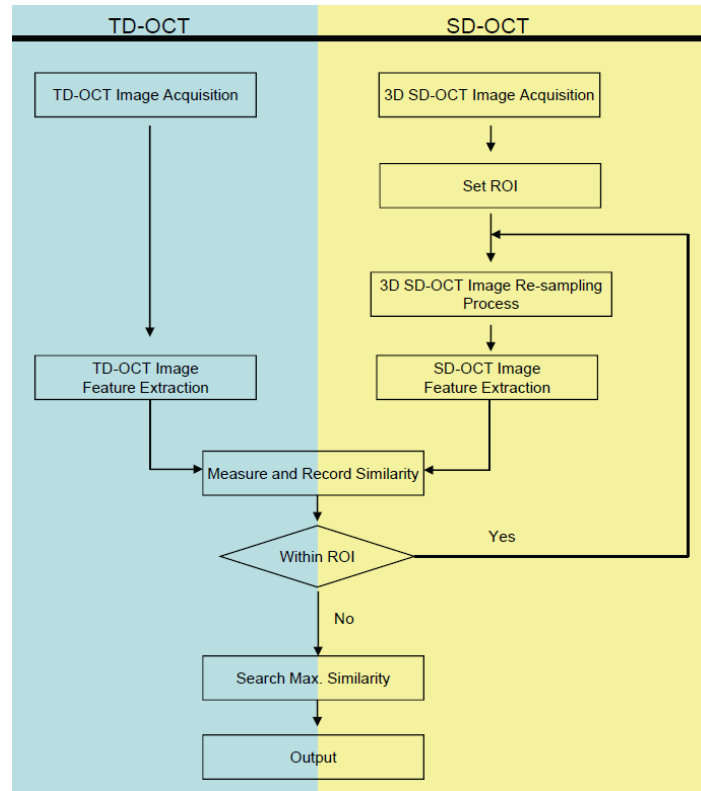 TD-OCT
SD-OCT
TD-OCT Image Acquisition
3D SD-OCT Image Acquisition
Set ROI
3D SD-OCT Image Re-sampling
Process
TD-OCT Image
Feature Extraction
SD-OCT Image
Feature Extraction
Measure and Record Similarity
Within ROI
Yes
No
Search Max. Similarity
Output